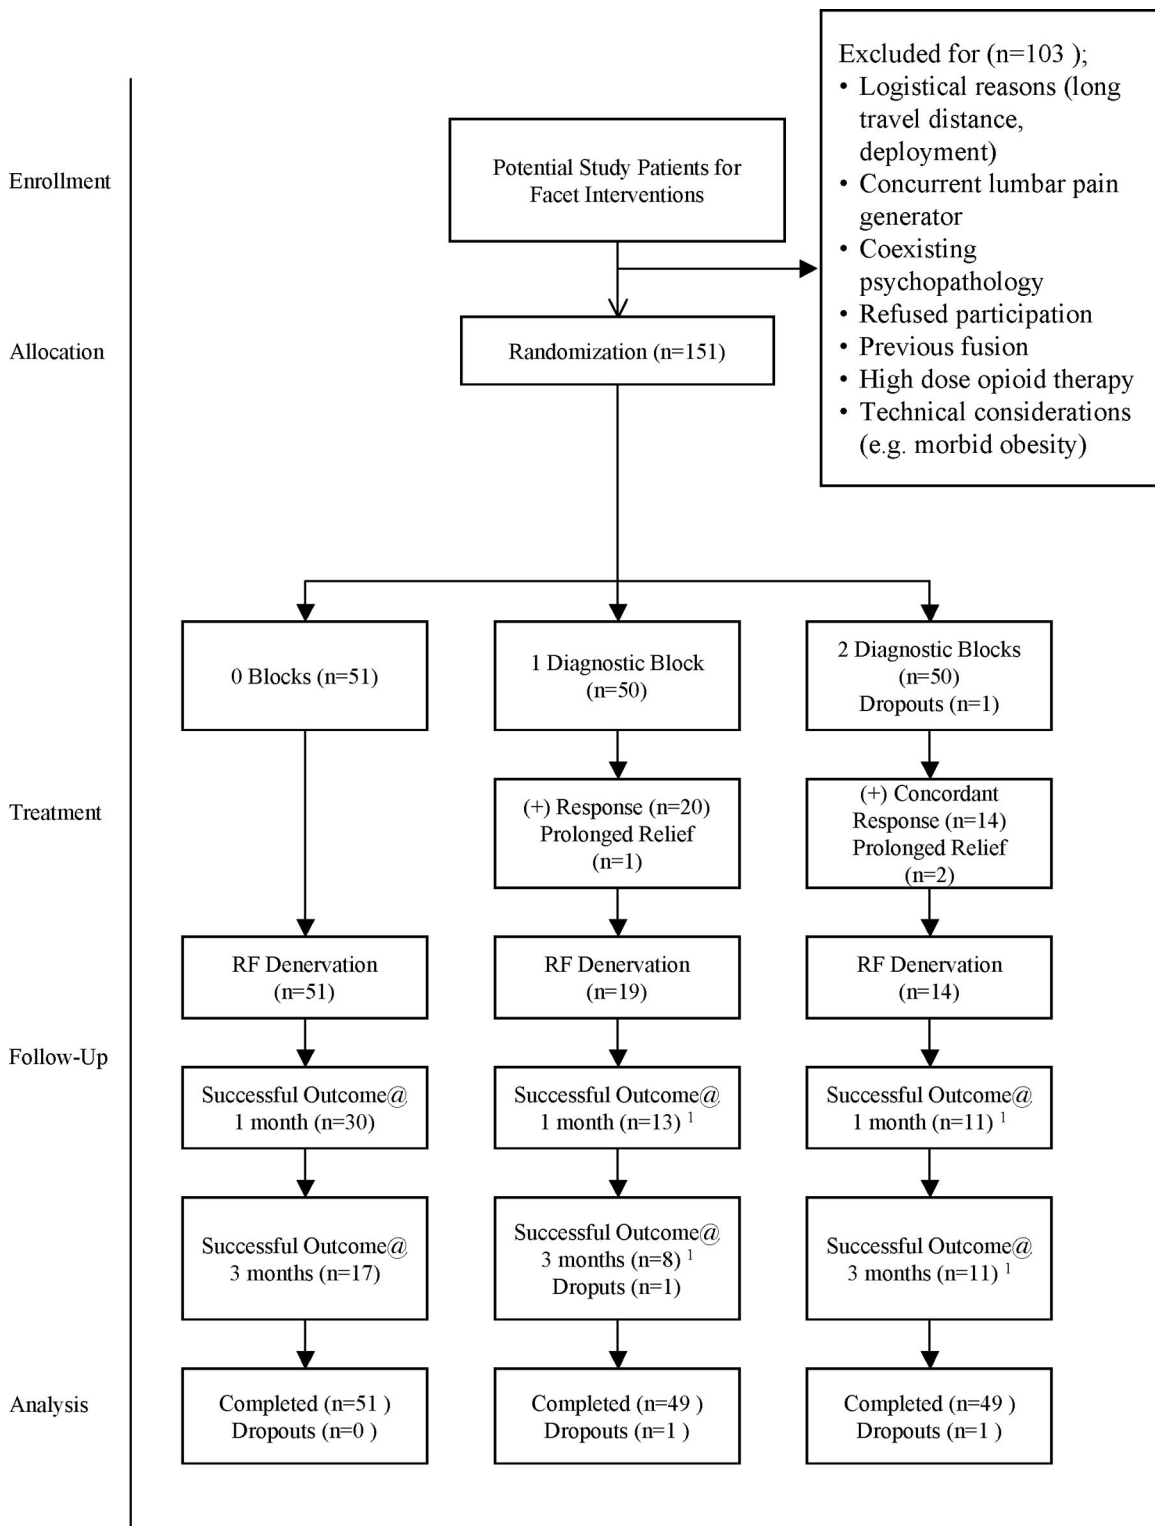 Excluded for (n=103 );
• Logistical reasons (long
travel distance,
deployment)
• Concurrent lumbar pain
generator
• Coexisting
psychopathology
• Refused participation
• Previous fusion
• High dose opioid therapy
• Technical considerations
(e.g. morbid obesity)
Enrollment
Potential Study Patients for
Facet Interventions
Allocation
Randomization (n=151)
0 Blocks (n=51)
1 Diagnostic Block
(n=50)
2 Diagnostic Blocks
(n=50)
Dropouts (n=1)
Treatment
(+) Response (n=20)
Prolonged Relief
(n=1)
(+) Concordant
Response (n=14)
Prolonged Relief
(n=2)
RF Denervation
(n=51)
RF Denervation
(n=19)
RF Denervation
(n=14)
Follow-Up
Successful Outcome@
1 month (n=30)
Successful Outcome@
1 month (n=13) 1
Successful Outcome@
1 month (n=11) 1
Successful Outcome@
3 months (n=17)
Successful Outcome@
3 months (n=8) 1
Droputs (n=1)
Successful Outcome@
3 months (n=11) 1
Analysis
Completed (n=51 )
Dropouts (n=0 )
Completed (n=49 )
Dropouts (n=1 )
Completed (n=49 )
Dropouts (n=1 )